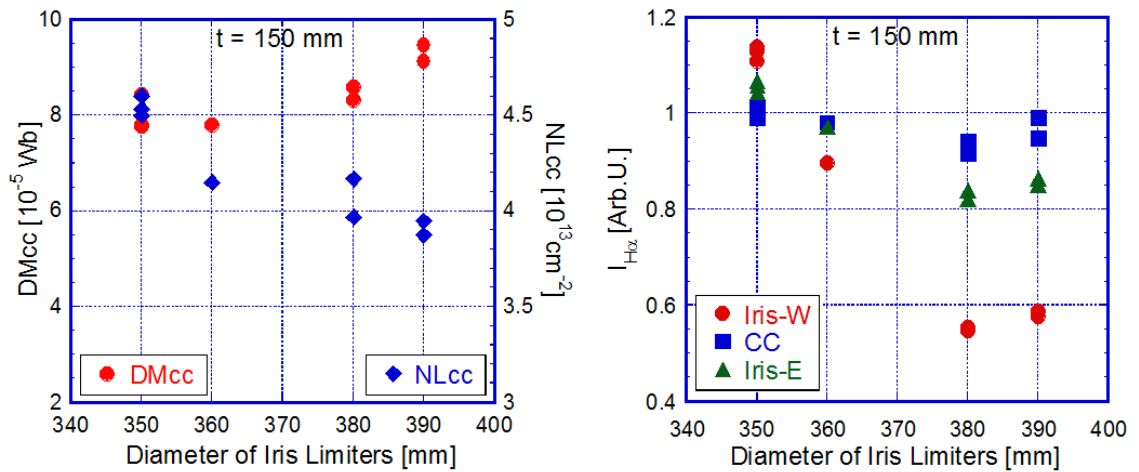 t = 150 mm
10
8
6
4
2
DMcc [10⁻⁵ Wb]
5
4.5
4
3.5
3
NLcc [10¹³cm⁻²]
DMcc
NLcc
340 350 360 370 380 390 400
Diameter of Iris Limiters [mm]
t = 150 mm
1.2
1
0.8
0.6
0.4
I_Hα [Arb.U.]
Iris-W
CC
Iris-E
340 350 360 370 380 390 400
Diameter of Iris Limiters [mm]